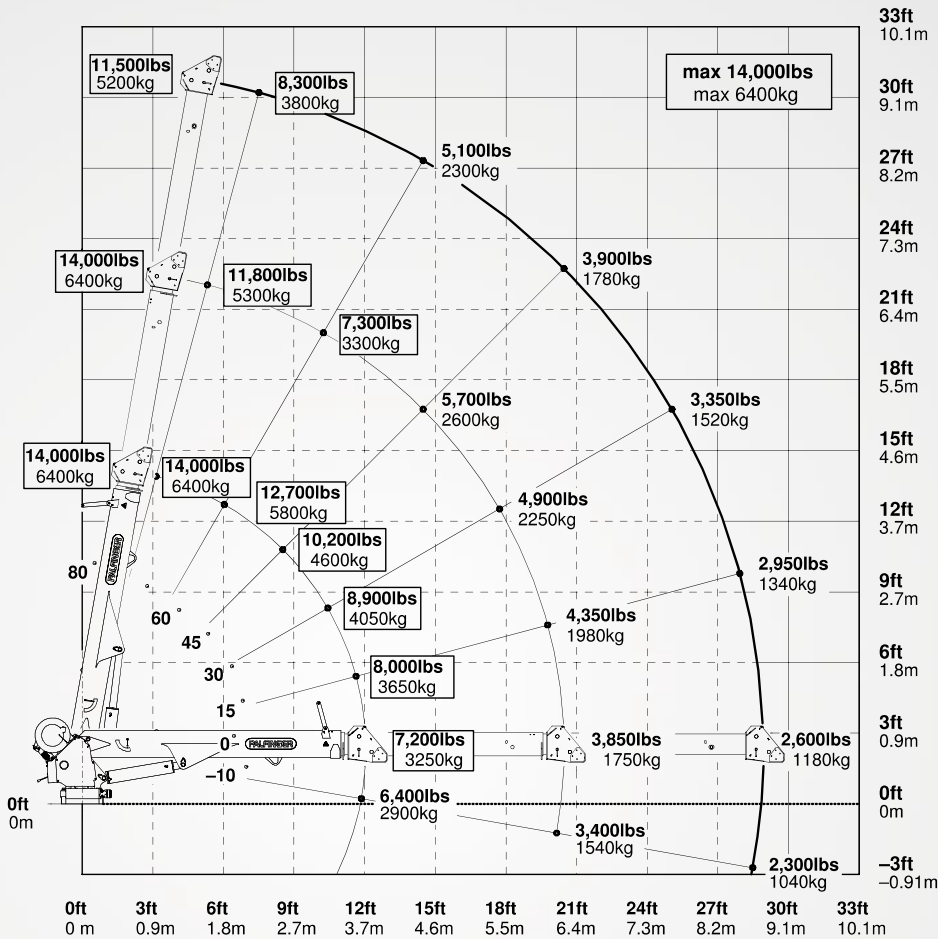 33ft
10.1m
11,500lbs
5200kg
8,300lbs
3800kg
max 14,000lbs
max 6400kg
30ft
9.1m
5,100lbs
2300kg
27ft
8.2m
24ft
7.3m
14,000lbs
6400kg
11,800lbs
5300kg
3,900lbs
1780kg
21ft
6.4m
7,300lbs
3300kg
18ft
5.5m
5,700lbs
2600kg
3,350lbs
1520kg
15ft
4.6m
14,000lbs
6400kg
14,000lbs
6400kg
12,700lbs
5800kg
4,900lbs
2250kg
12ft
3.7m
10,200lbs
4600kg
PALFINGER
80
2,950lbs
1340kg
9ft
2.7m
60
8,900lbs
4050kg
4,350lbs
1980kg
45
30
8,000lbs
3650kg
6ft
1.8m
15
3ft
0.9m
0
PALFINGER
7,200lbs
3250kg
3,850lbs
1750kg
2,600lbs
1180kg
–10
0ft
0m
6,400lbs
2900kg
0ft
0m
3,400lbs
1540kg
2,300lbs
1040kg
–3ft
–0.91m
0ft 3ft 6ft 9ft 12ft 15ft 18ft 21ft 24ft 27ft 30ft 33ft
0 m 0.9m 1.8m 2.7m 3.7m 4.6m 5.5m 6.4m 7.3m 8.2m 9.1m 10.1m